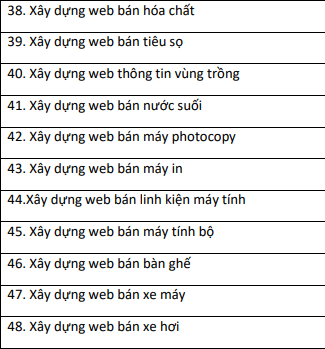 38. Xây dựng web bán hóa chất
39. Xây dựng web bán tiêu sọ
40. Xây dựng web thông tin vùng trồng
41. Xây dựng web bán nước suối
42. Xây dựng web bán máy photocopy
43. Xây dựng web bán máy in
44.Xây dựng web bán linh kiện máy tính
45. Xây dựng web bán máy tính bộ
46. Xây dựng web bán bàn ghế
47. Xây dựng web bán xe máy
48. Xây dựng web bán xe hơi